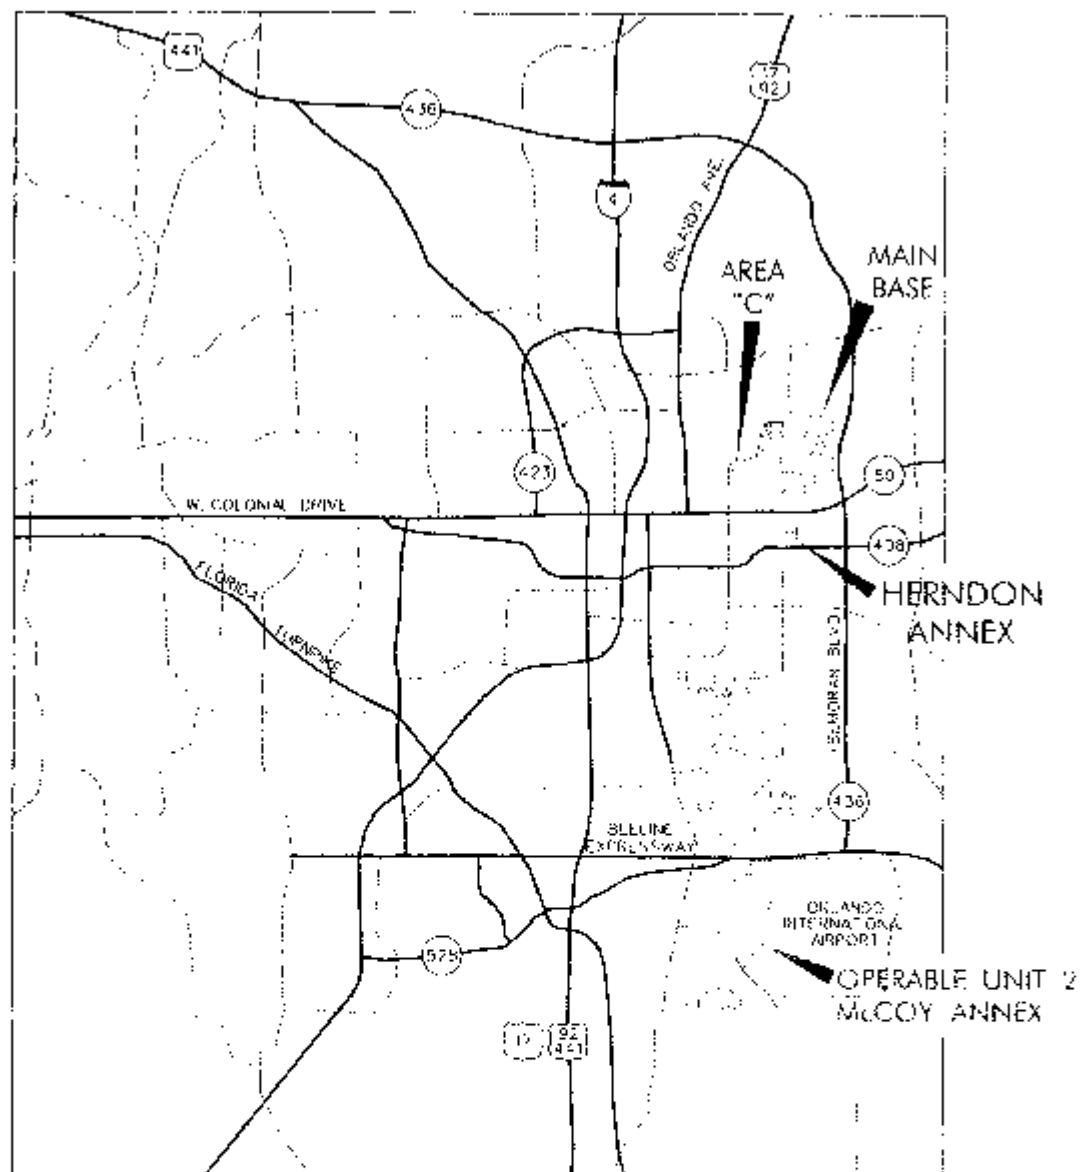 441
436
17
92
4
ORLANDO AVE.
AREA
"C"
MAIN
BASE
423
50
W. COLONIAL DRIVE
408
HERNDON
ANNEX
FLORIDA
TURNPIKE
SEMORAN BLVD.
436
BEELINE
EXPRESSWAY
ORLANDO
INTERNATIONAL
AIRPORT
528
OPERABLE UNIT 2
McCOY ANNEX
17
92
441